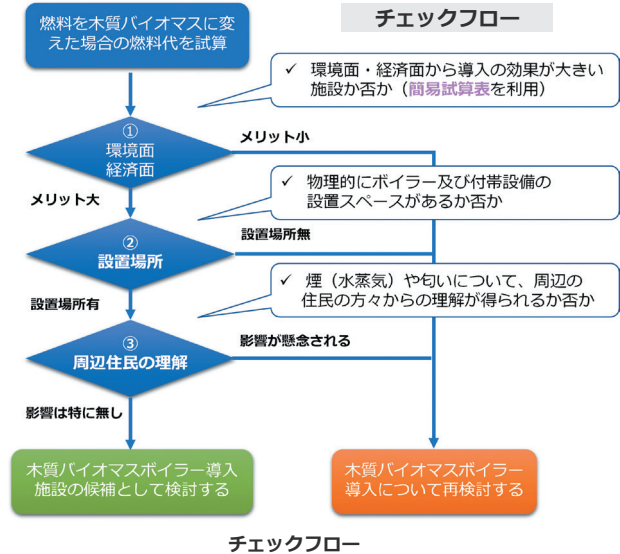 チェックフロー
燃料を木質バイオマスに変
えた場合の燃料代を試算
✓ 環境面・経済面から導入の効果が大きい
施設か否か（簡易試算表を利用）
①
環境面
経済面
メリット小
メリット大
✓ 物理的にボイラー及び付帯設備の
設置スペースがあるか否か
②
設置場所
設置場所無
設置場所有
✓ 煙（水蒸気）や匂いについて、周辺の
住民の方々からの理解が得られるか否か
③
周辺住民の理解
影響が懸念される
影響は特に無し
木質バイオマスボイラー導入
施設の候補として検討する
木質バイオマスボイラー
導入について再検討する
チェックフロー